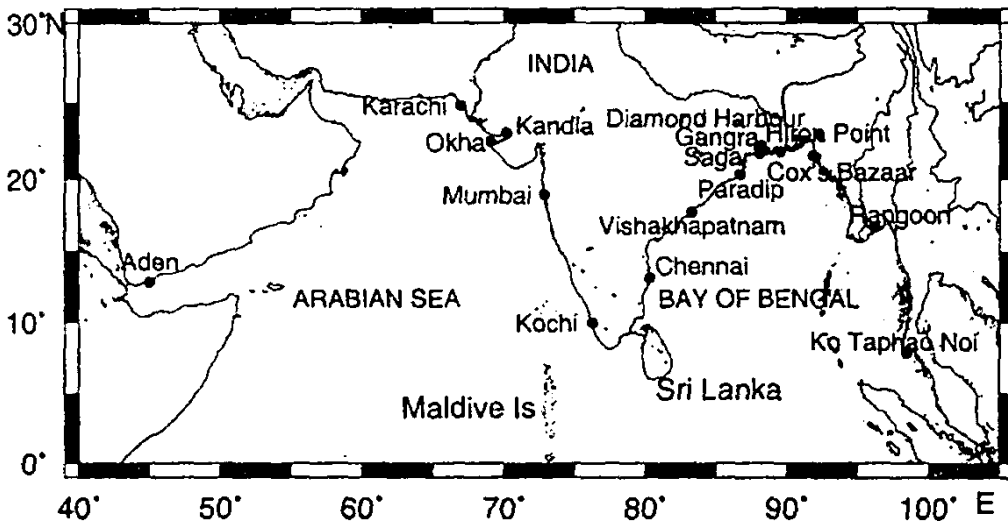 30°N
INDIA
Karachi
Diamond Harbour
Kandla
Gangra Hiron Point
Okha
Sagar
Cox's Bazaar
20°
Paradip
Mumbai
Rangoon
Vishakhapatnam
Aden
Chennai
ARABIAN SEA
BAY OF BENGAL
10°
Kochi
Ko Taphao Noi
Sri Lanka
Maldive Is
0°
40° 50° 60° 70° 80° 90° 100° E